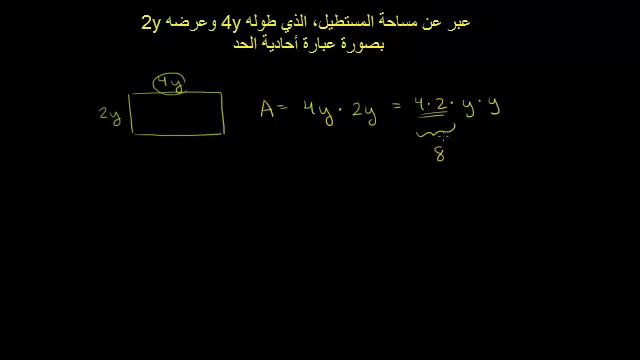 عبر عن مساحة المستطيل، الذي طوله 4y وعرضه 2y
بصورة عبارة أحادية الحد
4y
2y
A = 4y · 2y = 4 · 2 · y · y
8